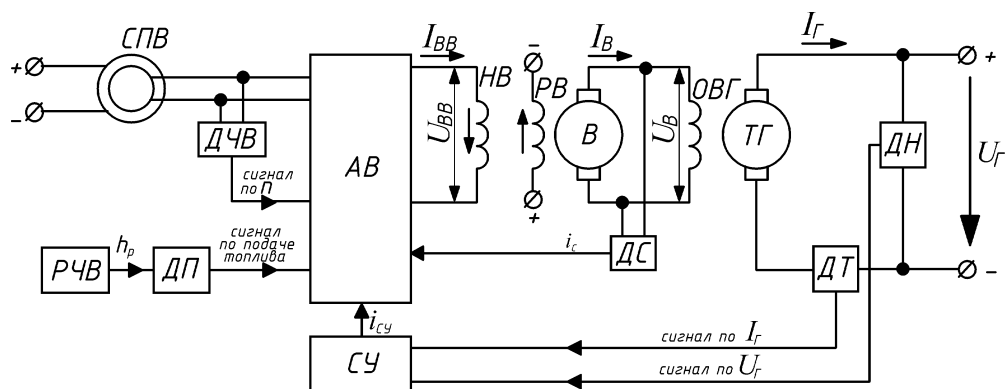 СПВ
I_ВВ
I_В
I_Г
+
−
НВ
−
РВ
ОВГ
+
ДЧВ
АВ
U_ВВ
В
U_В
ТГ
ДН
U_Г
сигнал
по n
+
РЧВ
h_р
ДП
сигнал
по подаче
топлива
i_с
ДС
ДТ
−
i_СУ
СУ
сигнал по I_Г
сигнал по U_Г